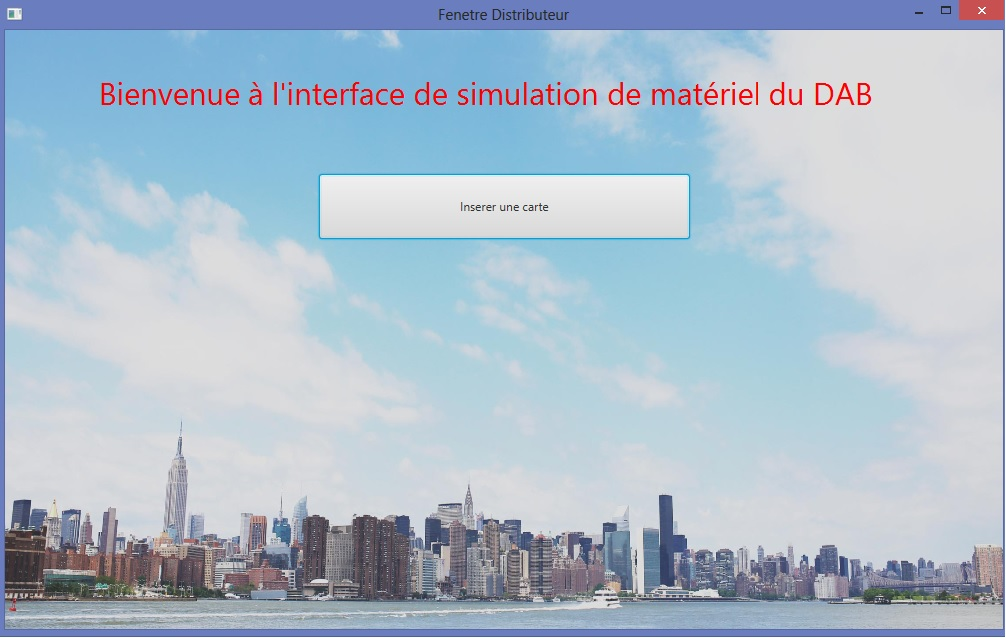 Fenetre Distributeur
Bienvenue à l'interface de simulation de matériel du DAB
Inserer une carte